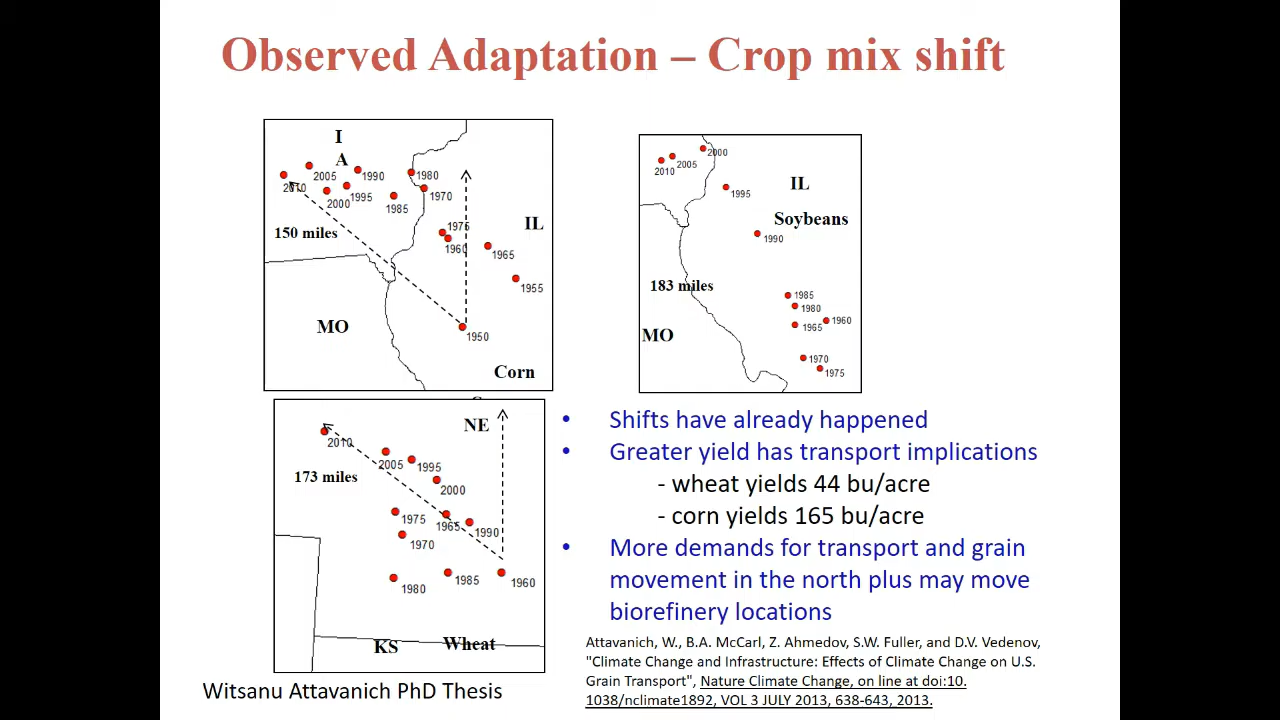 Observed Adaptation – Crop mix shift
I
A
2005
1990
1980
2010
2000
1995
1985
1970
150 miles
IL
1975
1960
1965
1955
MO
1950
Corn
2000
2005
2010
1995
IL
Soybeans
1990
183 miles
1985
1980
1965
1960
MO
1970
1975
NE
2010
2005
1995
173 miles
2000
1975
1965
1990
1970
1980
1985
1960
KS
Wheat
• Shifts have already happened
• Greater yield has transport implications
- wheat yields 44 bu/acre
- corn yields 165 bu/acre
• More demands for transport and grain
movement in the north plus may move
biorefinery locations
Attavanich, W., B.A. McCarl, Z. Ahmedov, S.W. Fuller, and D.V. Vedenov,
"Climate Change and Infrastructure: Effects of Climate Change on U.S.
Grain Transport", Nature Climate Change, on line at doi:10.
1038/nclimate1892, VOL 3 JULY 2013, 638-643, 2013.
Witsanu Attavanich PhD Thesis